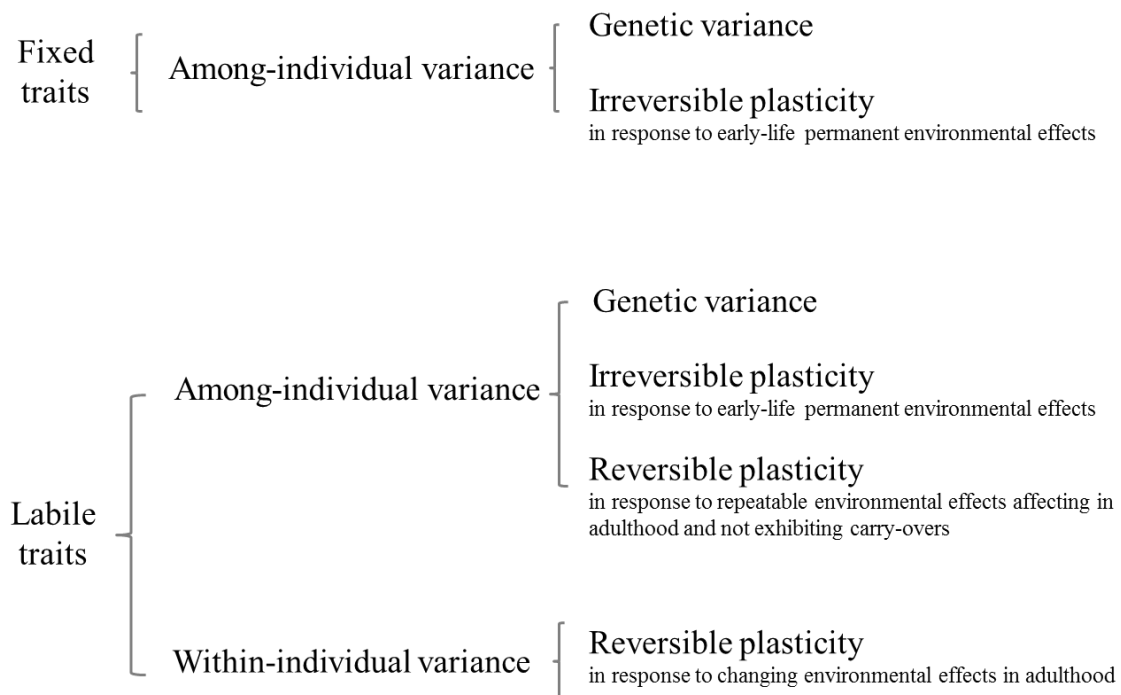 Fixed
traits
Among-individual variance
Genetic variance
Irreversible plasticity
in response to early-life permanent environmental effects
Labile
traits
Among-individual variance
Genetic variance
Irreversible plasticity
in response to early-life permanent environmental effects
Reversible plasticity
in response to repeatable environmental effects affecting in
adulthood and not exhibiting carry-overs
Within-individual variance
Reversible plasticity
in response to changing environmental effects in adulthood